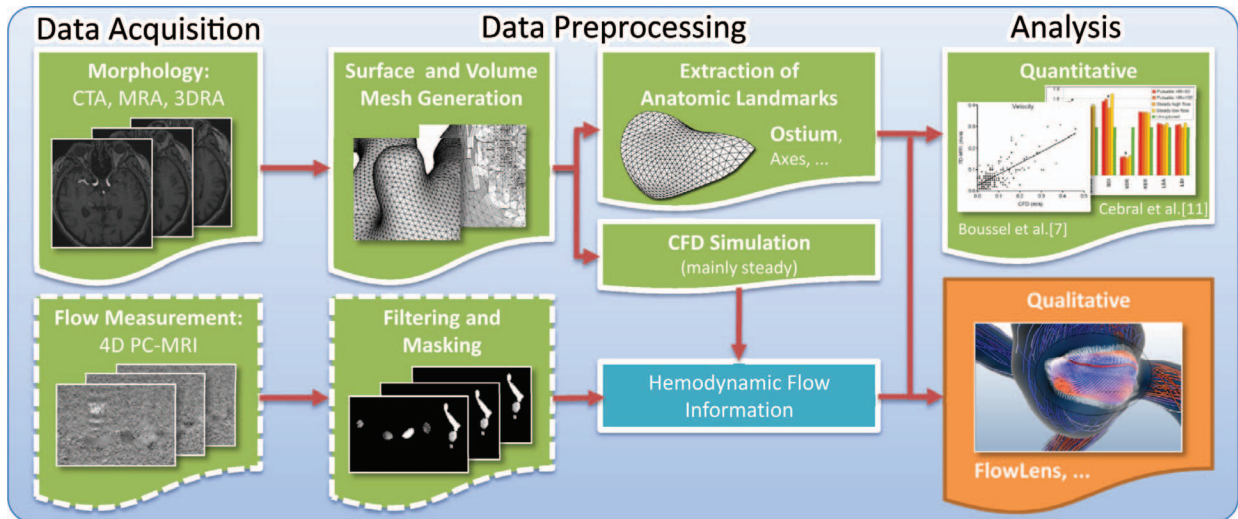 Data Acquisition
Data Preprocessing
Analysis
Morphology:
CTA, MRA, 3DRA
Surface and Volume
Mesh Generation
Extraction of
Anatomic Landmarks
Ostium,
Axes, ...
Quantitative
Velocity
CFD (m/s)
Cebral et al.[11]
Boussel et al.[7]
CFD Simulation
(mainly steady)
Flow Measurement:
4D PC-MRI
Filtering and
Masking
Hemodynamic Flow
Information
Qualitative
FlowLens, ...